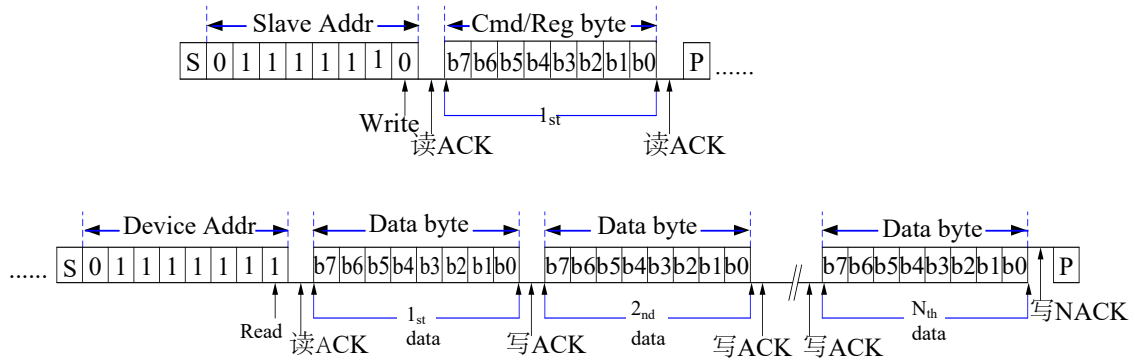 Slave Addr Cmd/Reg byte
S 0 1 1 1 1 1 1 0 b7 b6 b5 b4 b3 b2 b1 b0 P ......
Write 1st
读ACK 读ACK
Device Addr Data byte Data byte Data byte
...... S 0 1 1 1 1 1 1 1 b7 b6 b5 b4 b3 b2 b1 b0 b7 b6 b5 b4 b3 b2 b1 b0 // b7 b6 b5 b4 b3 b2 b1 b0 P
1st 2nd Nth 写NACK
Read data data data
读ACK 写ACK 写ACK 写ACK